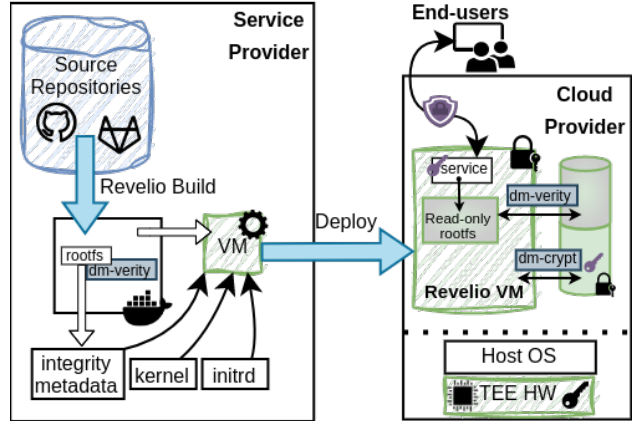 Service
Provider
Source
Repositories
Revelio Build
rootfs
dm-verity
VM
integrity
metadata
kernel
initrd
Deploy
End-users
Cloud
Provider
service
Read-only
rootfs
dm-verity
dm-crypt
Revelio VM
Host OS
TEE HW